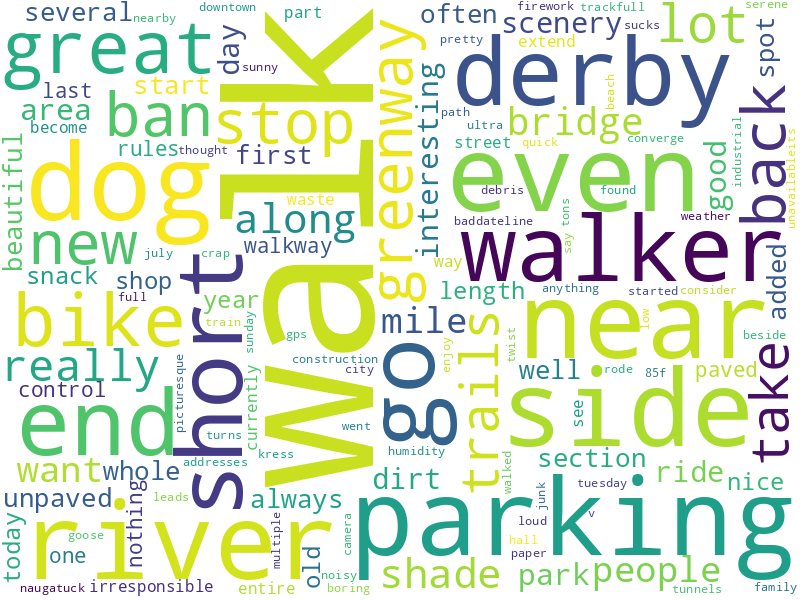 several
nearby
downtown
part
often
firework
trackfull
serene
great
day
sunny
scenery
sucks
lot
spot
pretty
extend
last
start
area
ban
stop
walk
greenway
interesting
derby
beach
become
rules
thought
first
path
ultra
bridge
back
beautiful
dog
street
quick
converge
good
industrial
unavailableits
waste
along
even
debris
found
new
walkway
baddateline
tons
weather
july
crap
say
walker
snack
shop
way
added
full
year
length
anything
started
consider
bike
short
train
sunday
gps
mile
trails
near
low
beside
really
picturesque
construction
city
enjoy
twist
take
control
currently
go
well
rode
85f
paved
end
turns
went
see
side
want
whole
addresses
kress
humidity
walked
section
unpaved
nothing
leads
always
dirt
ride
nice
today
river
goose
multiple
camera
parking
junk
tuesday
one
old
loud
v
hall
paper
noisy
shade
park
people
naugatuck
irresponsible
entire
boring
tunnels
family